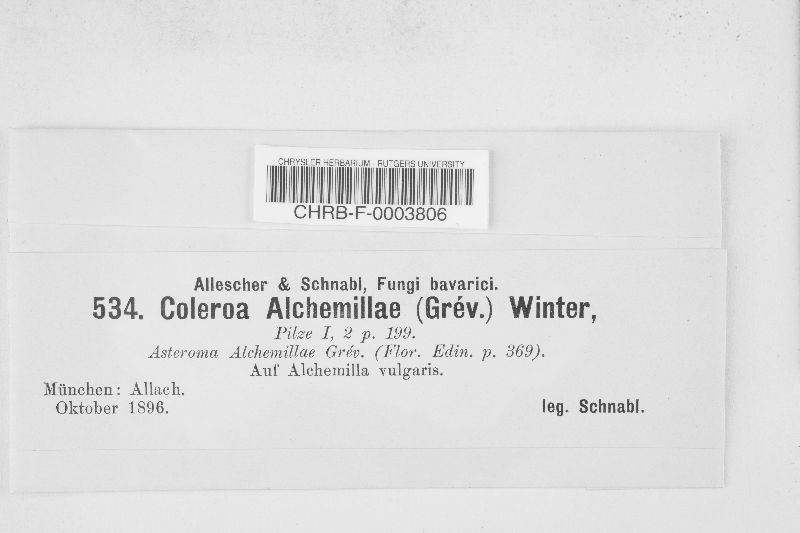 CHRYSLER HERBARIUM - RUTGERS UNIVERSITY
CHRB-F-0003806
Allescher & Schnabl, Fungi bavarici.
534. Coleroa Alchemillae (Grév.) Winter,
Pilze I, 2 p. 199.
Asteroma Alchemillae Grév. (Flor. Edin. p. 369).
Auf Alchemilla vulgaris.
München: Allach.
Oktober 1896.
leg. Schnabl.